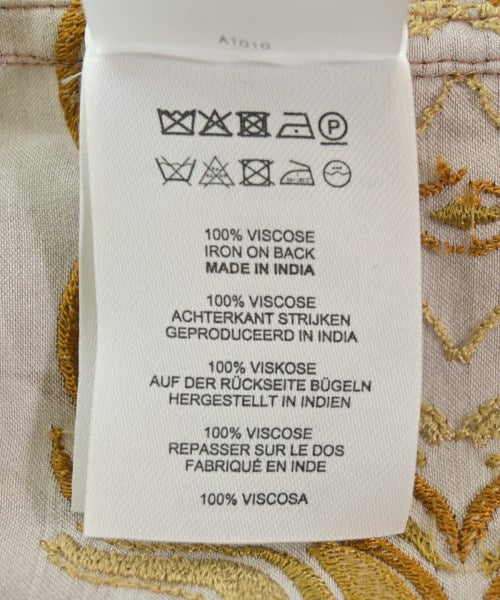 A1010
P
100% VISCOSE
IRON ON BACK
MADE IN INDIA
100% VISCOSE
ACHTERKANT STRIJKEN
GEPRODUCEERD IN INDIA
100% VISKOSE
AUF DER RÜCKSEITE BÜGELN
HERGESTELLT IN INDIEN
100% VISCOSE
REPASSER SUR LE DOS
FABRIQUÉ EN INDE
100% VISCOSA